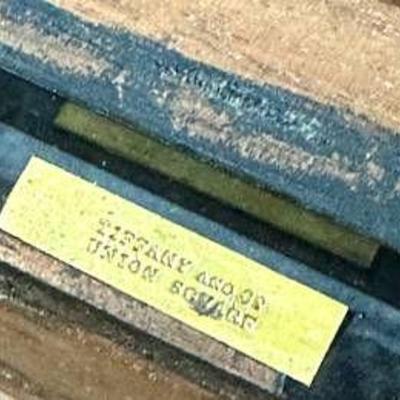 TIFFANY AND CO
UNION SQUARE